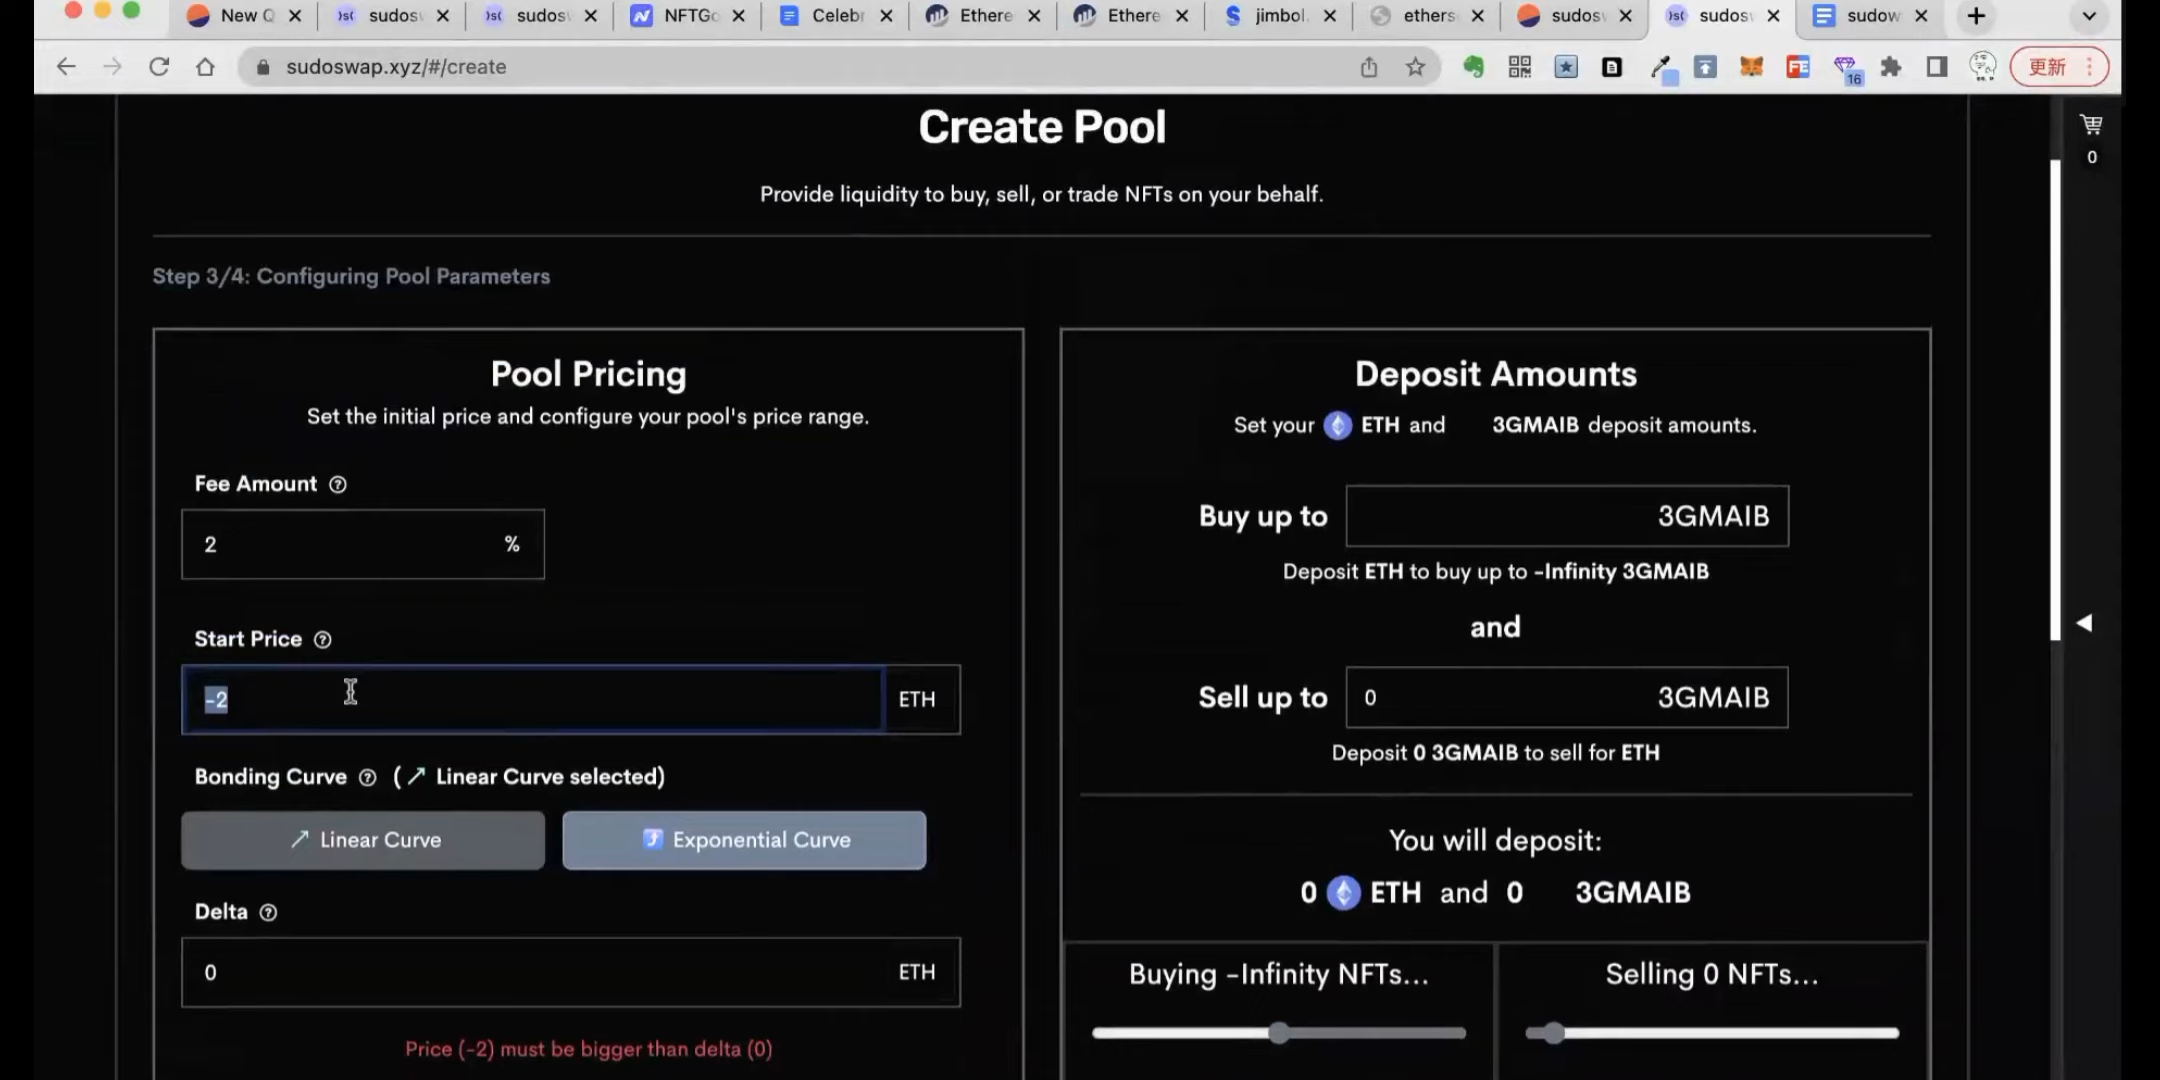 New Q
sudos
sudos
NFTGo
Celebr
Ethere
Ethere
jimbol
ethers
sudos
sudos
sudow
sudoswap.xyz/#/create
16
更新
0
Create Pool
Provide liquidity to buy, sell, or trade NFTs on your behalf.
Step 3/4: Configuring Pool Parameters
Pool Pricing
Set the initial price and configure your pool's price range.
Fee Amount
2 %
Start Price
-2 ETH
Bonding Curve ( Linear Curve selected)
Linear Curve
Exponential Curve
Delta
0 ETH
Price (-2) must be bigger than delta (0)
Deposit Amounts
Set your ETH and 3GMAIB deposit amounts.
Buy up to 3GMAIB
Deposit ETH to buy up to -Infinity 3GMAIB
and
Sell up to 0 3GMAIB
Deposit 0 3GMAIB to sell for ETH
You will deposit:
0 ETH and 0 3GMAIB
Buying -Infinity NFTs...
Selling 0 NFTs...